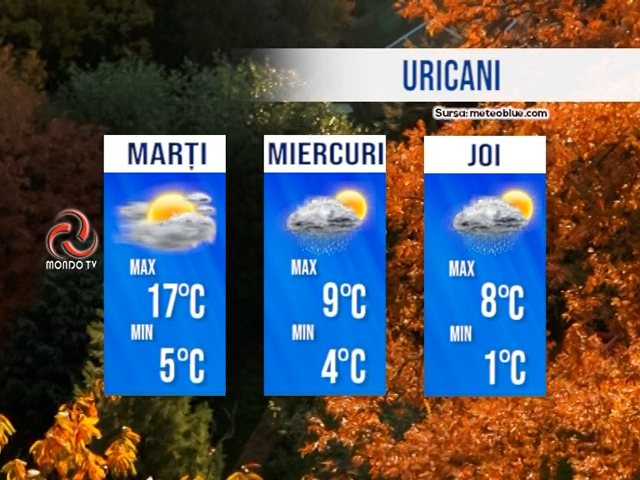 URICANI
Sursa: meteoblue.com
MARȚI
MAX
17°C
MIN
5°C
MIERCURI
MAX
9°C
MIN
4°C
JOI
MAX
8°C
MIN
1°C
MONDO TV